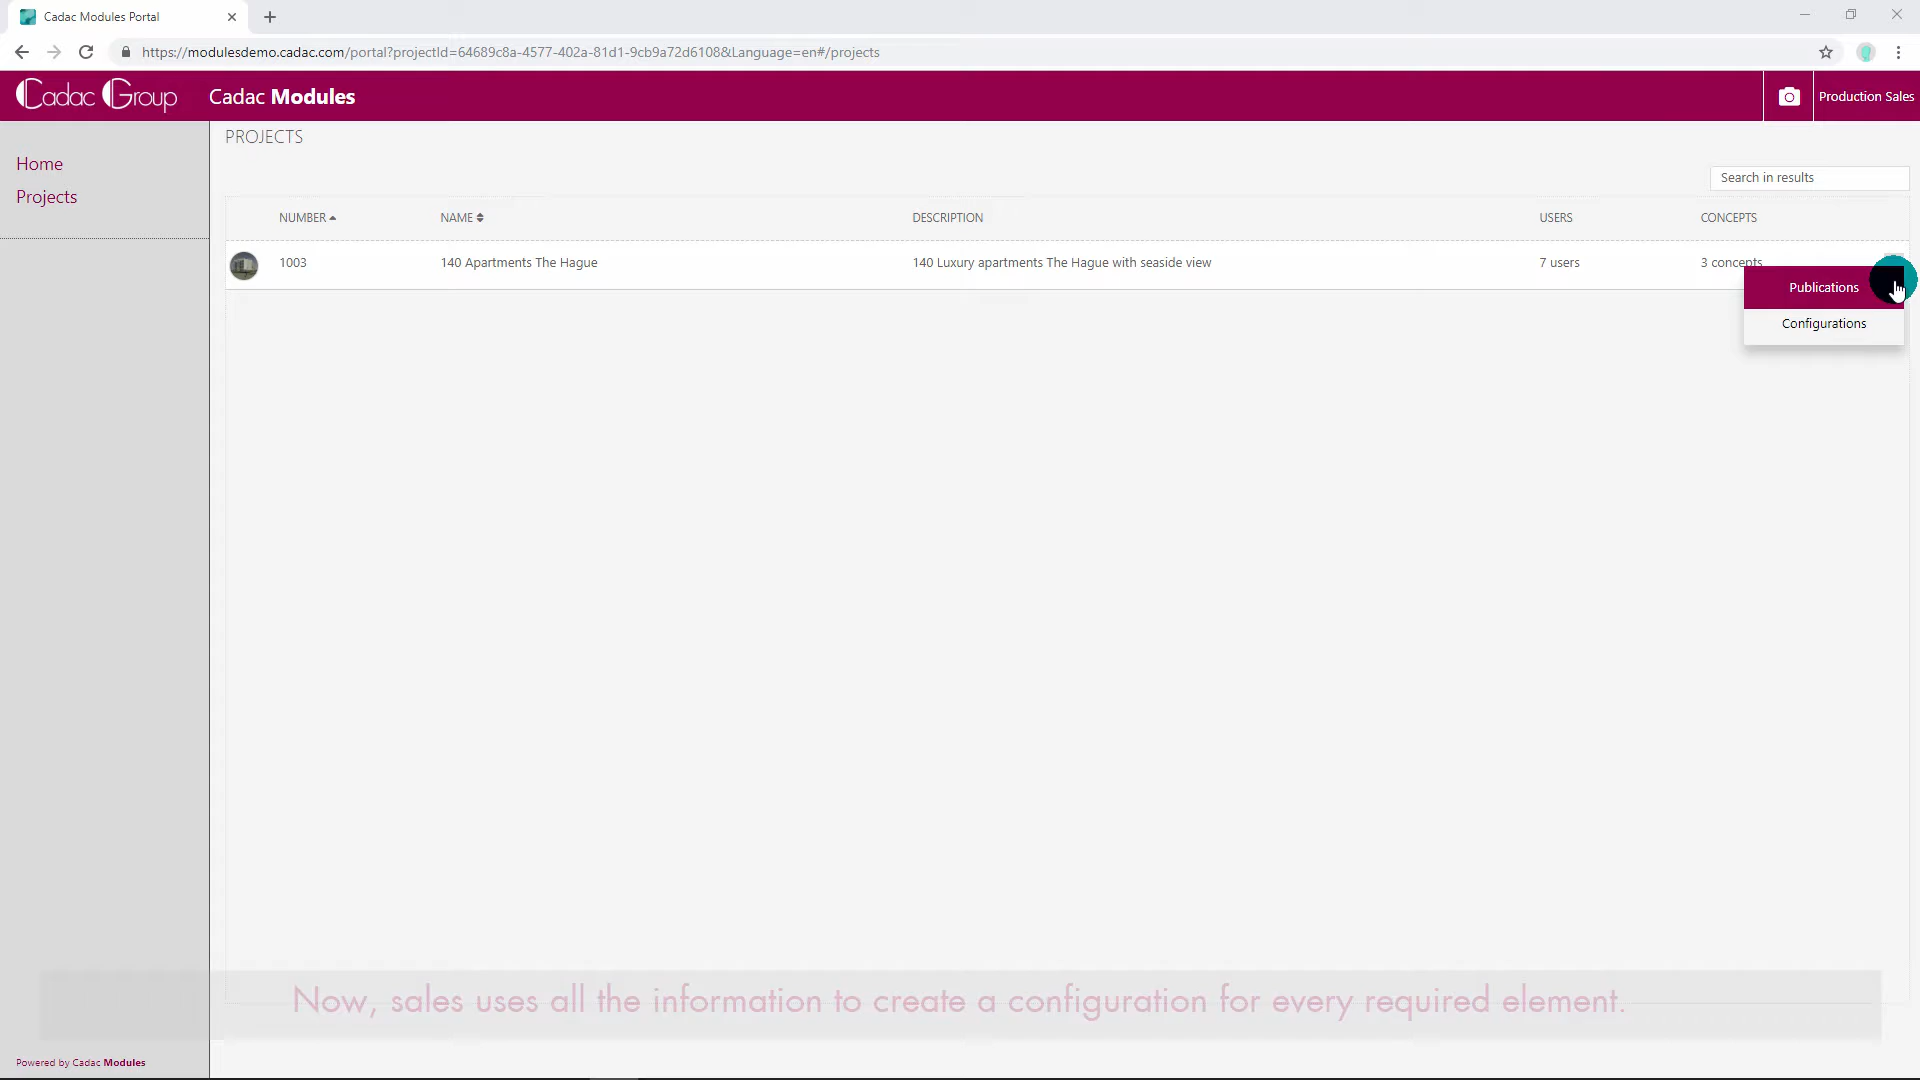 Cadac Modules Portal
https://modulesdemo.cadac.com/portal?projectId=64689c8a-4577-402a-81d1-9cb9a72d6108&Language=en#/projects
Cadac Group
Cadac Modules
Production Sales
Home
Projects
PROJECTS
Search in results
NUMBER NAME DESCRIPTION USERS CONCEPTS
1003 140 Apartments The Hague 140 Luxury apartments The Hague with seaside view 7 users 3 concepts
Publications
Configurations
Now, sales uses all the information to create a configuration for every required element.
Powered by Cadac Modules